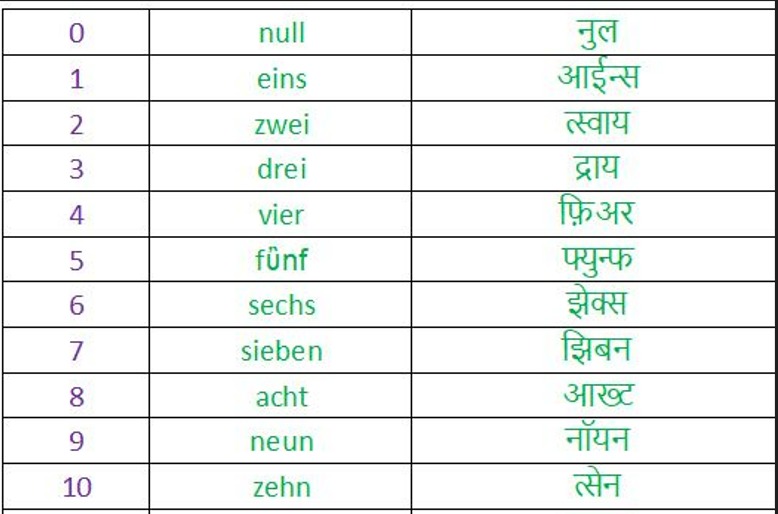 0 null नुल
1 eins आईन्स
2 zwei त्स्वाय
3 drei द्राय
4 vier फ़िअर
5 fȕnf फ्युन्फ
6 sechs झेक्स
7 sieben झिबन
8 acht आख्ट
9 neun नॉयन
10 zehn त्सेन